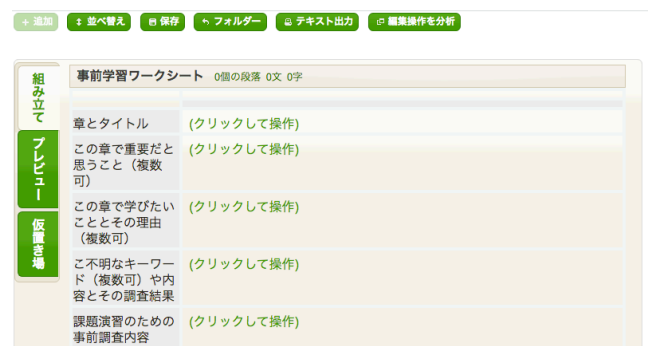 + 追加 並べ替え 保存 フォルダー テキスト出力 編集操作を分析
組み立て
プレビュー
仮置き場
事前学習ワークシート 0個の段落 0文 0字
章とタイトル (クリックして操作)
この章で重要だと (クリックして操作)
思うこと（複数
可）
この章で学びたい (クリックして操作)
こととその理由
（複数可）
こ不明なキーワー (クリックして操作)
ド（複数可）や内
容とその調査結果
課題演習のための (クリックして操作)
事前調査内容